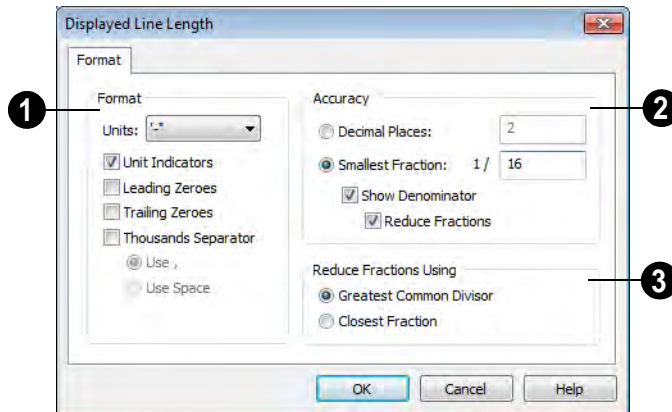 Displayed Line Length
Format
1
Format
Units: '-"
Unit Indicators
Leading Zeroes
Trailing Zeroes
Thousands Separator
Use ,
Use Space
Accuracy
2
Decimal Places: 2
Smallest Fraction: 1 / 16
Show Denominator
Reduce Fractions
Reduce Fractions Using
3
Greatest Common Divisor
Closest Fraction
OK Cancel Help